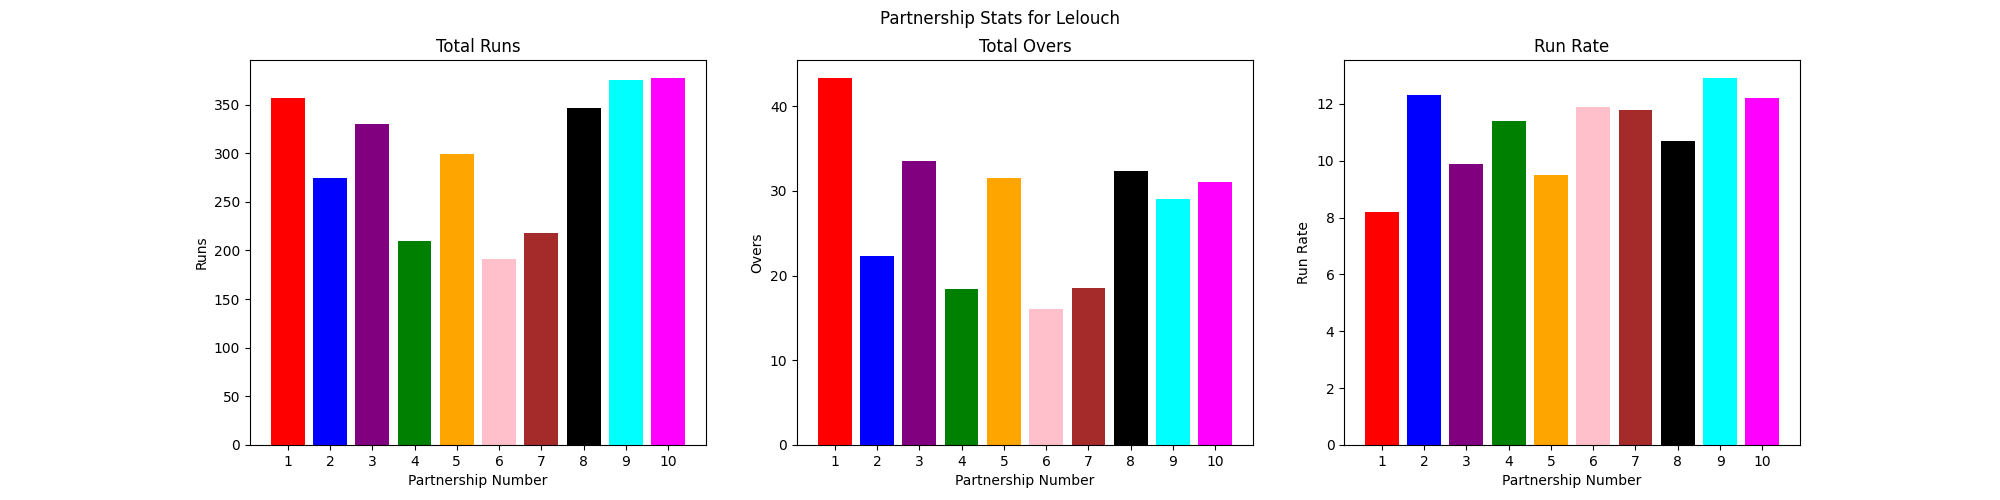 Partnership Stats for Lelouch
Total Runs
Runs
350
300
250
200
150
100
50
0
1 2 3 4 5 6 7 8 9 10
Partnership Number
Total Overs
Overs
40
30
20
10
0
1 2 3 4 5 6 7 8 9 10
Partnership Number
Run Rate
Run Rate
12
10
8
6
4
2
0
1 2 3 4 5 6 7 8 9 10
Partnership Number